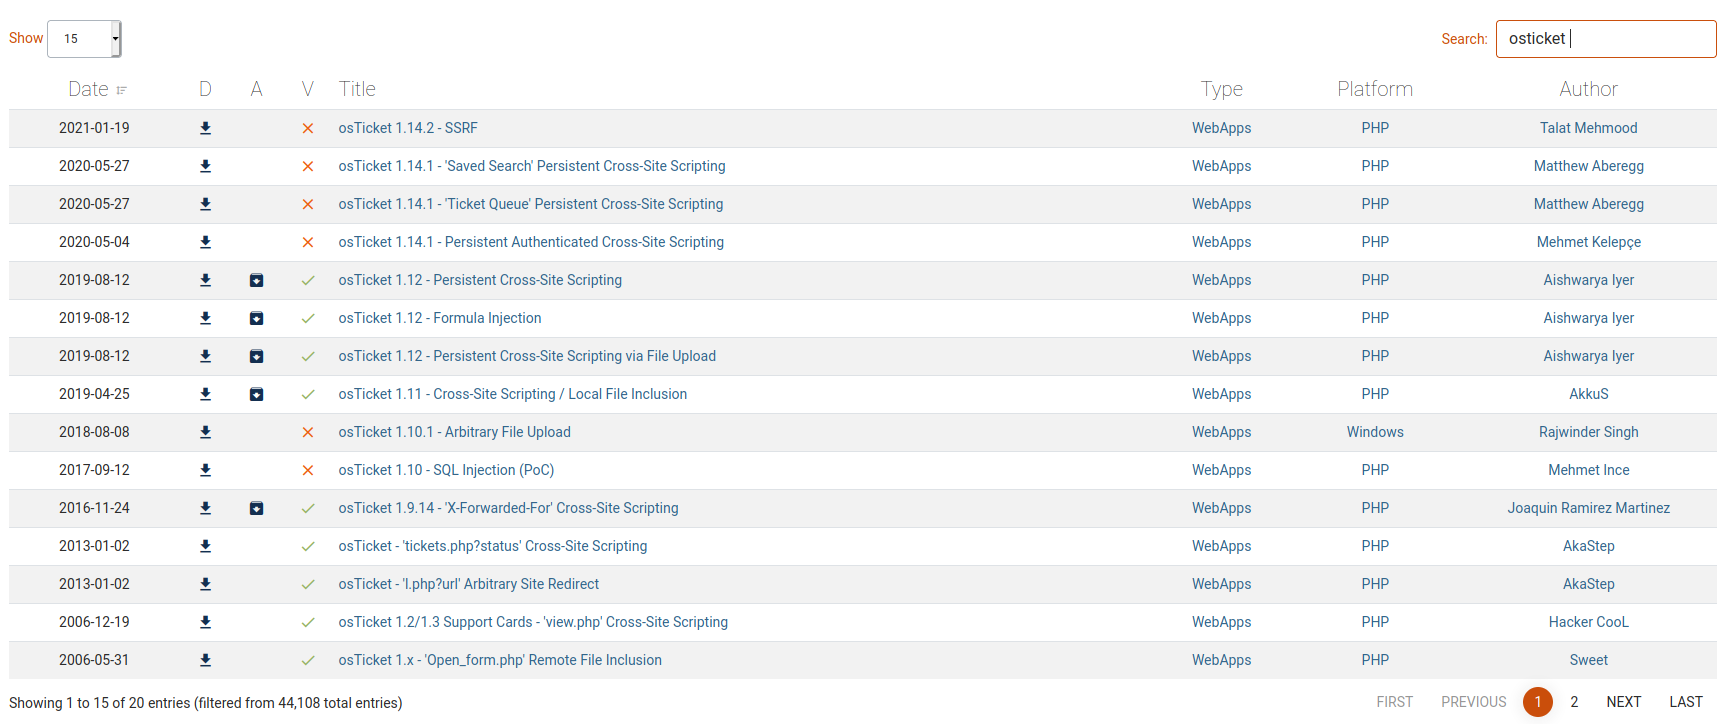 Show 15 Search: osticket
Date D A V Title Type Platform Author
2021-01-19 osTicket 1.14.2 - SSRF WebApps PHP Talat Mehmood
2020-05-27 osTicket 1.14.1 - 'Saved Search' Persistent Cross-Site Scripting WebApps PHP Matthew Aberegg
2020-05-27 osTicket 1.14.1 - 'Ticket Queue' Persistent Cross-Site Scripting WebApps PHP Matthew Aberegg
2020-05-04 osTicket 1.14.1 - Persistent Authenticated Cross-Site Scripting WebApps PHP Mehmet Kelepçe
2019-08-12 osTicket 1.12 - Persistent Cross-Site Scripting WebApps PHP Aishwarya Iyer
2019-08-12 osTicket 1.12 - Formula Injection WebApps PHP Aishwarya Iyer
2019-08-12 osTicket 1.12 - Persistent Cross-Site Scripting via File Upload WebApps PHP Aishwarya Iyer
2019-04-25 osTicket 1.11 - Cross-Site Scripting / Local File Inclusion WebApps PHP AkkuS
2018-08-08 osTicket 1.10.1 - Arbitrary File Upload WebApps Windows Rajwinder Singh
2017-09-12 osTicket 1.10 - SQL Injection (PoC) WebApps PHP Mehmet Ince
2016-11-24 osTicket 1.9.14 - 'X-Forwarded-For' Cross-Site Scripting WebApps PHP Joaquin Ramirez Martinez
2013-01-02 osTicket - 'tickets.php?status' Cross-Site Scripting WebApps PHP AkaStep
2013-01-02 osTicket - 'l.php?url' Arbitrary Site Redirect WebApps PHP AkaStep
2006-12-19 osTicket 1.2/1.3 Support Cards - 'view.php' Cross-Site Scripting WebApps PHP Hacker CooL
2006-05-31 osTicket 1.x - 'Open_form.php' Remote File Inclusion WebApps PHP Sweet
Showing 1 to 15 of 20 entries (filtered from 44,108 total entries) FIRST PREVIOUS 1 2 NEXT LAST